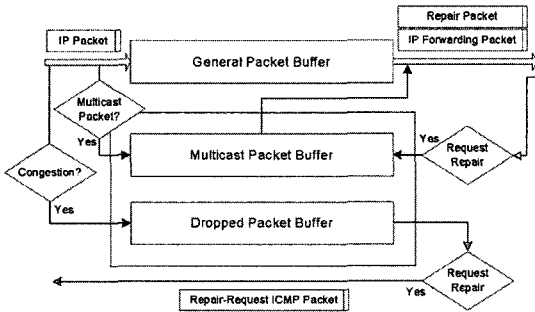 Repair Packet
IP Packet
IP Forwarding Packet
General Packet Buffer
Multicast
Packet?
Yes
Multicast Packet Buffer
Yes
Request
Repair
Congestion?
Yes
Dropped Packet Buffer
Request
Repair
Yes
Repair-Request ICMP Packet